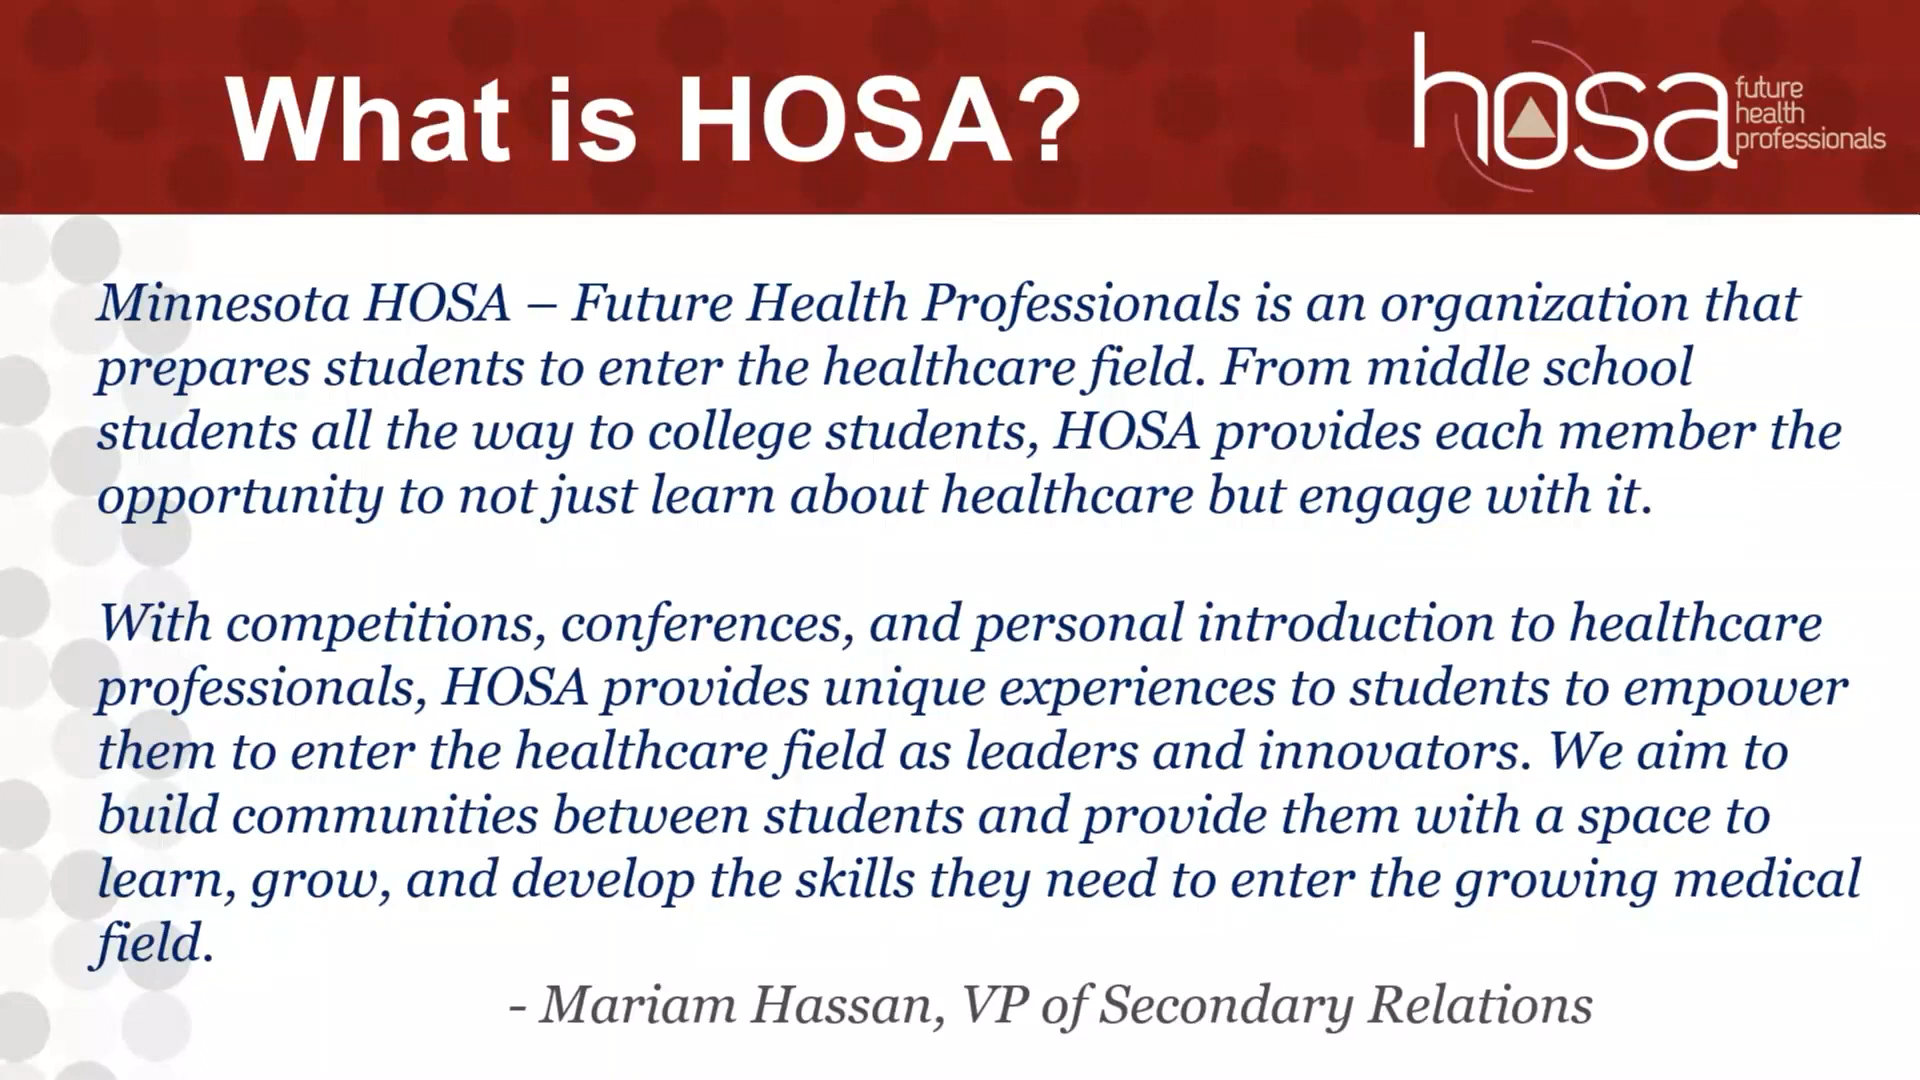 What is HOSA?
hosa
future
health
professionals
Minnesota HOSA – Future Health Professionals is an organization that
prepares students to enter the healthcare field. From middle school
students all the way to college students, HOSA provides each member the
opportunity to not just learn about healthcare but engage with it.
With competitions, conferences, and personal introduction to healthcare
professionals, HOSA provides unique experiences to students to empower
them to enter the healthcare field as leaders and innovators. We aim to
build communities between students and provide them with a space to
learn, grow, and develop the skills they need to enter the growing medical
field.
- Mariam Hassan, VP of Secondary Relations